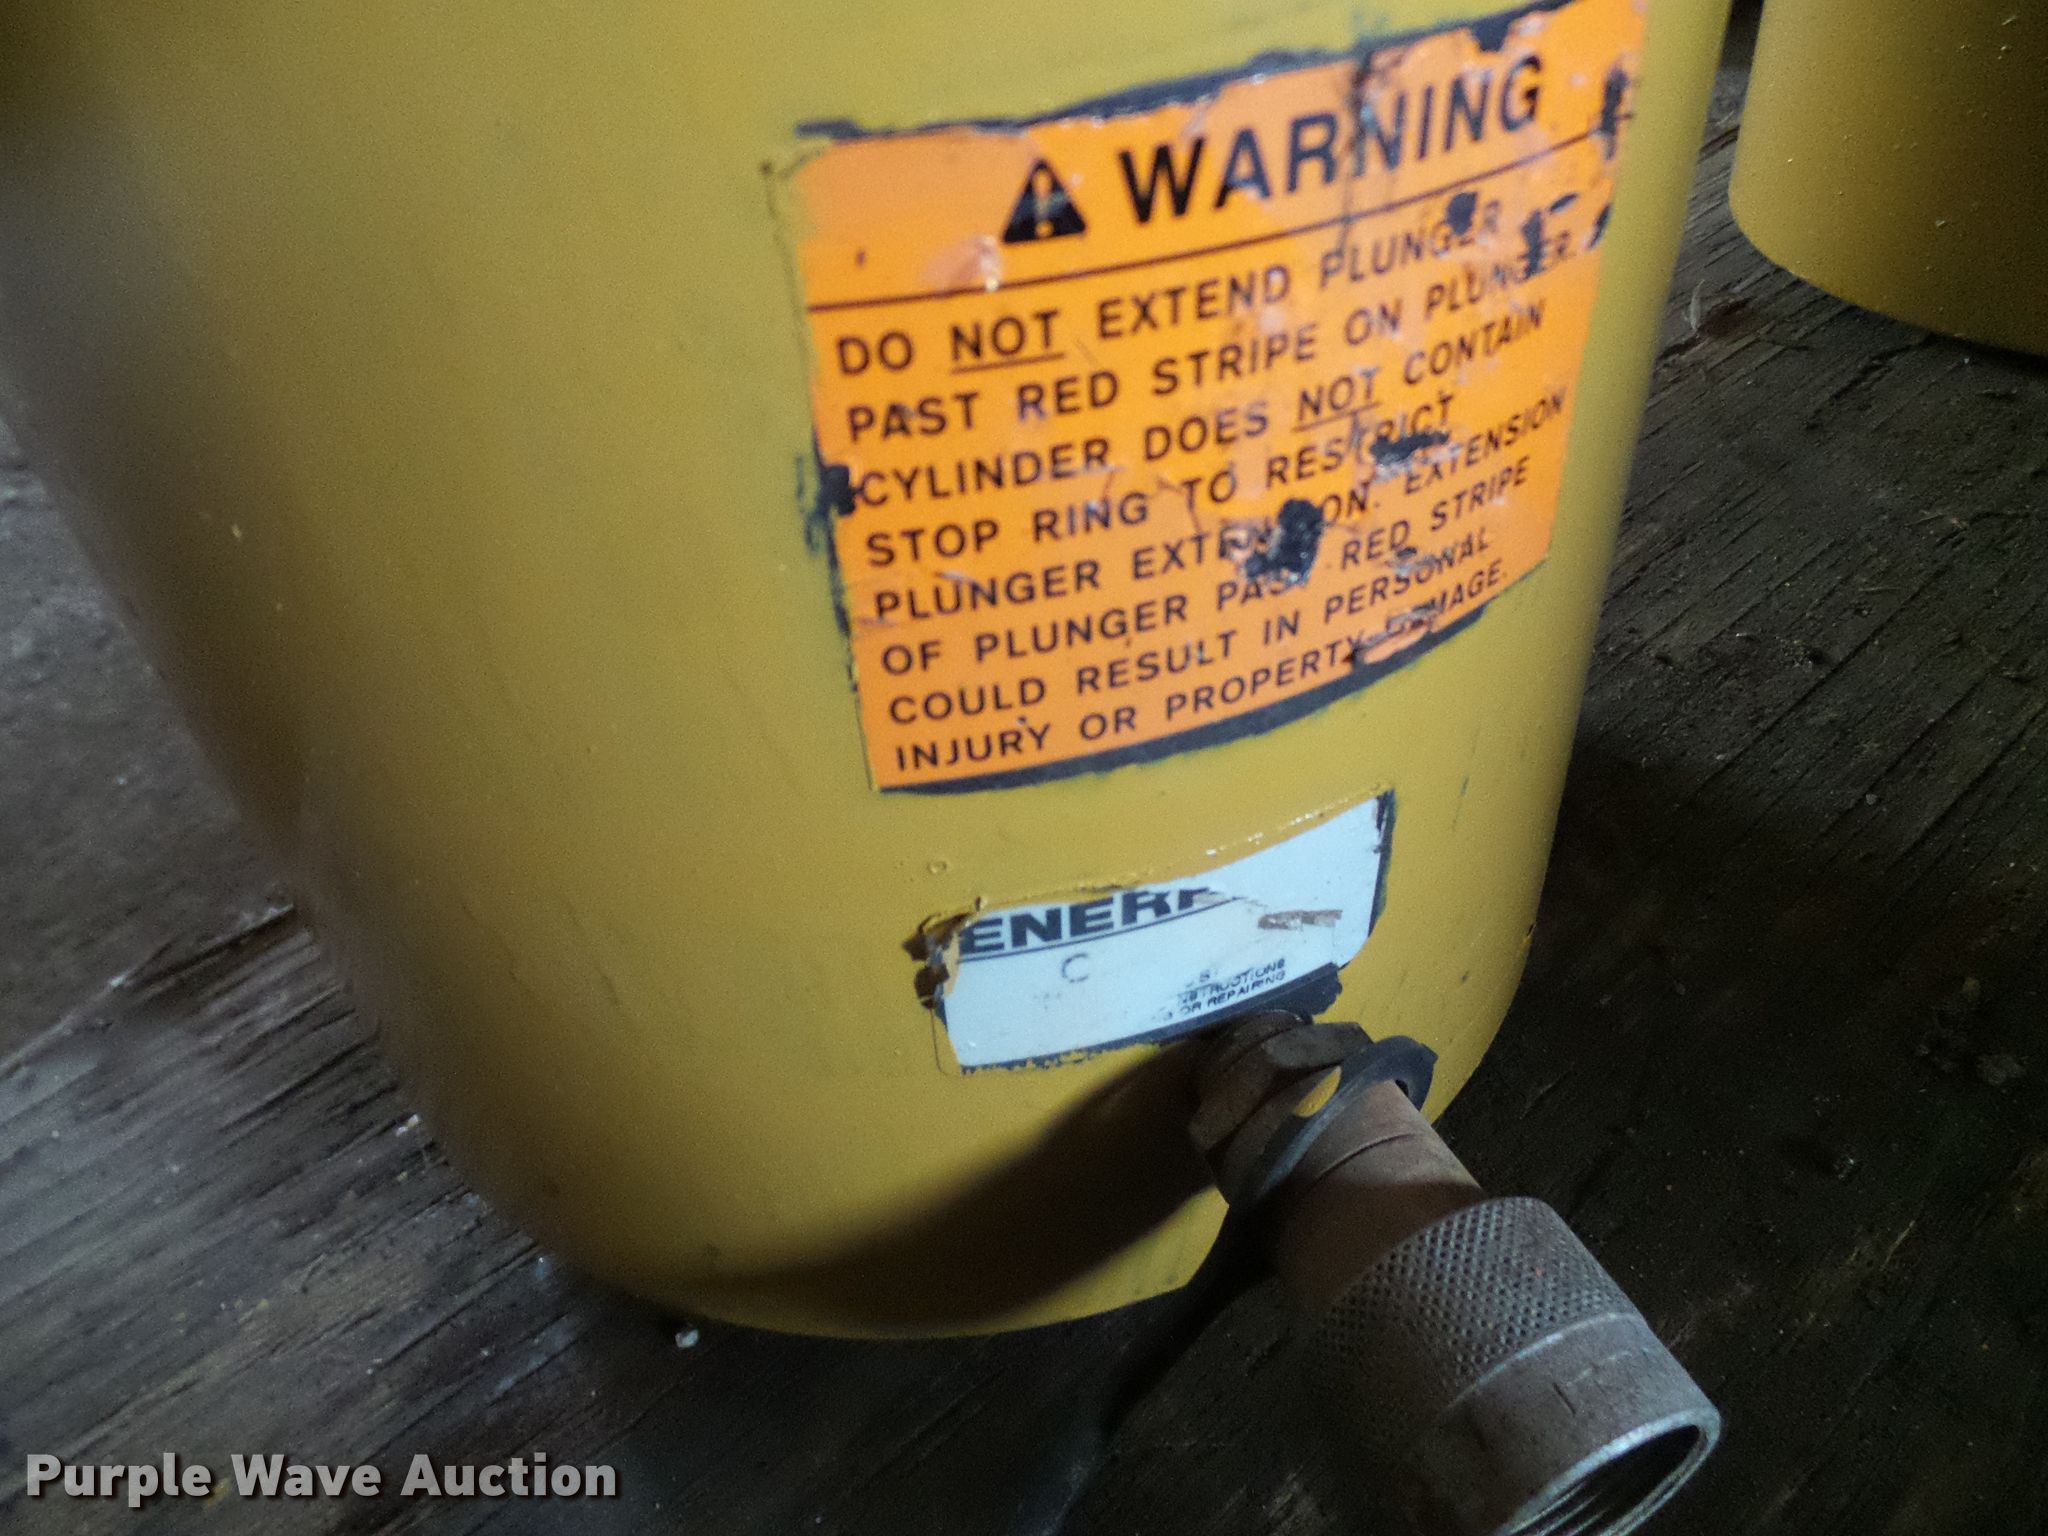 WARNING
DO NOT EXTEND PLUNGER
PAST RED STRIPE ON PLUNGER.
CYLINDER DOES NOT CONTAIN
STOP RING TO RESTRICT
PLUNGER EXTENSION. EXTENSION
OF PLUNGER PAST RED STRIPE
COULD RESULT IN PERSONAL
INJURY OR PROPERTY DAMAGE.
ENERP
C
OR REPAIRING
Purple Wave Auction